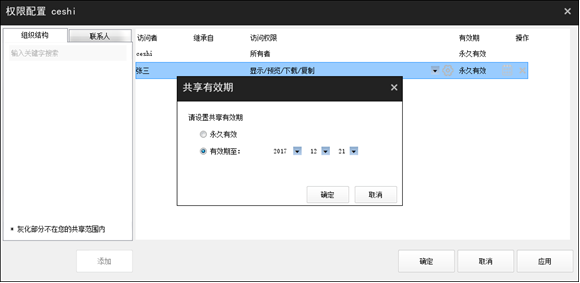 权限配置 ceshi
组织结构 联系人
输入关键字搜索
访问者 继承自 访问权限 有效期 操作
ceshi 所有者 永久有效
张三 显示/预览/下载/复制 永久有效
共享有效期
请设置共享有效期
永久有效
有效期至: 2017 12 21
确定 取消
* 灰化部分不在您的共享范围内
添加 确定 取消 应用